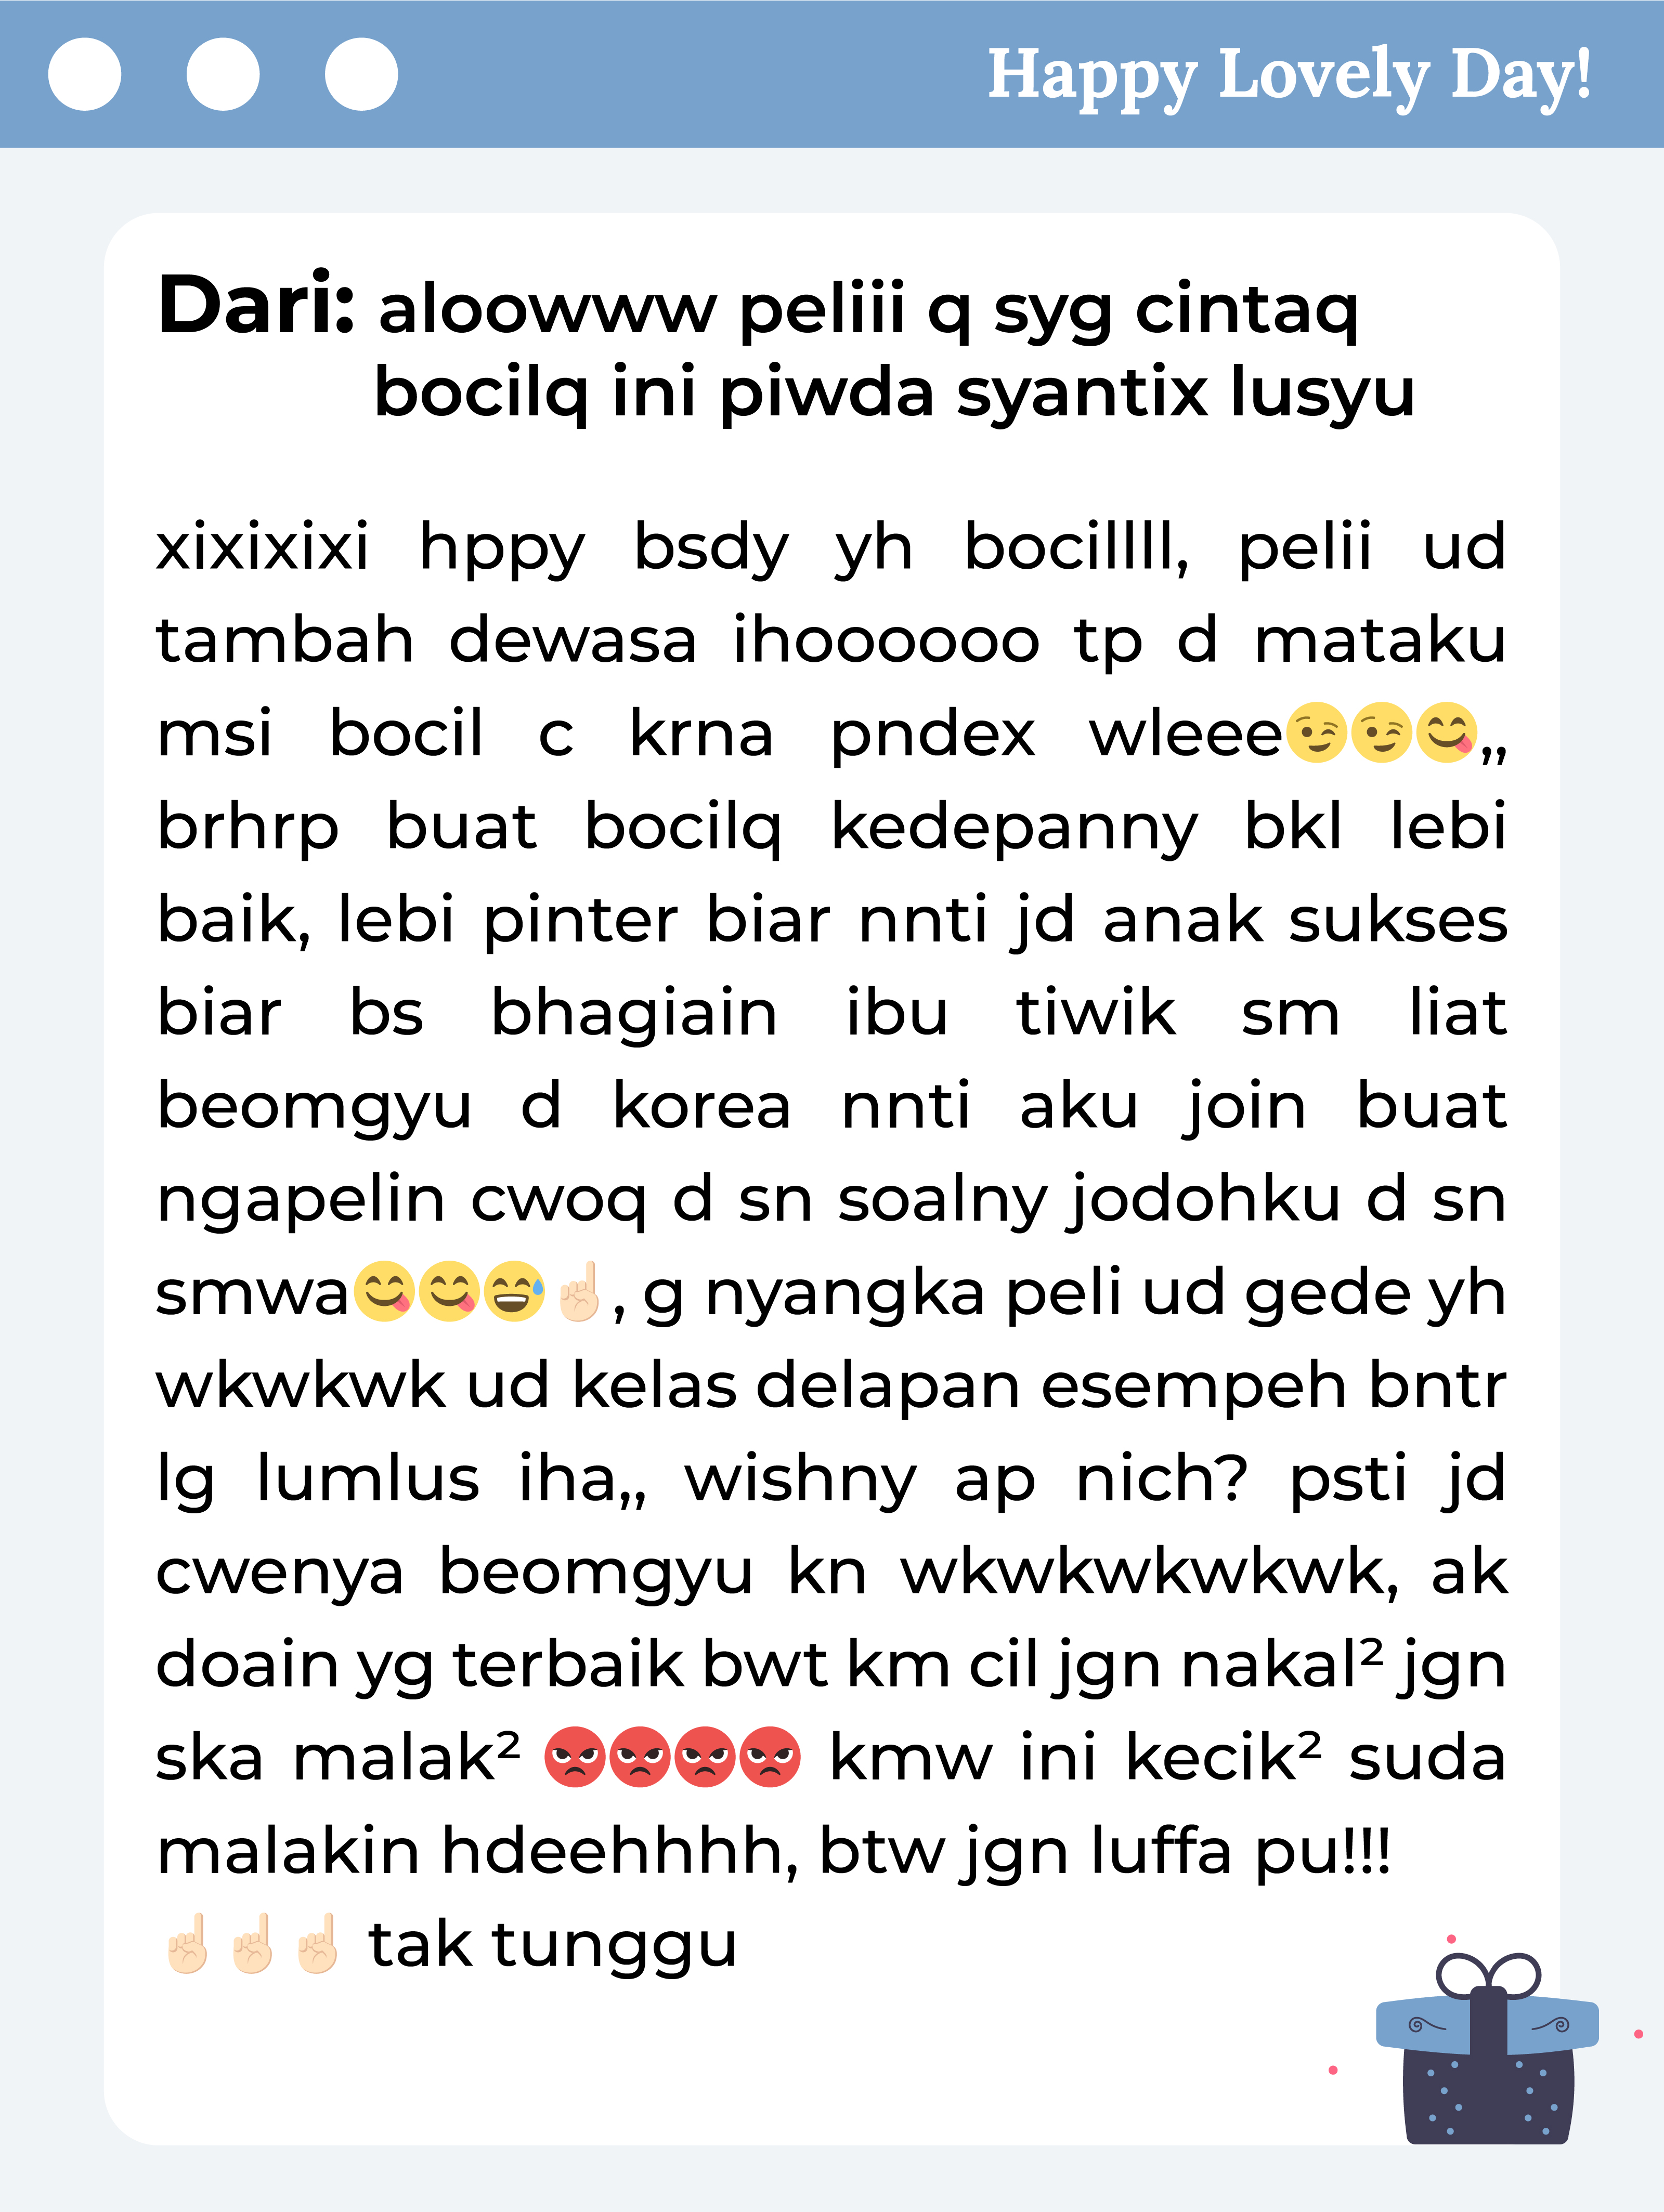 Happy Lovely Day!
Dari: aloowww peliii q syg cintaq
bocilq ini piwda syantix lusyu
xixixixi hppy bsdy yh bocillll, pelii ud
tambah dewasa ihoooooo tp d mataku
msi bocil c krna pndex wleee😉😉😋,,
brhrp buat bocilq kedepanny bkl lebi
baik, lebi pinter biar nnti jd anak sukses
biar bs bhagiain ibu tiwik sm liat
beomgyu d korea nnti aku join buat
ngapelin cwoq d sn soalny jodohku d sn
smwa😋😋😅☝🏻, g nyangka peli ud gede yh
wkwkwk ud kelas delapan esempeh bntr
lg lumlus iha,, wishny ap nich? psti jd
cwenya beomgyu kn wkwkwkwkwk, ak
doain yg terbaik bwt km cil jgn nakal² jgn
ska malak² 😡😡😡😡 kmw ini kecik² suda
malakin hdeehhhh, btw jgn luffa pu!!!
☝🏻☝🏻☝🏻 tak tunggu